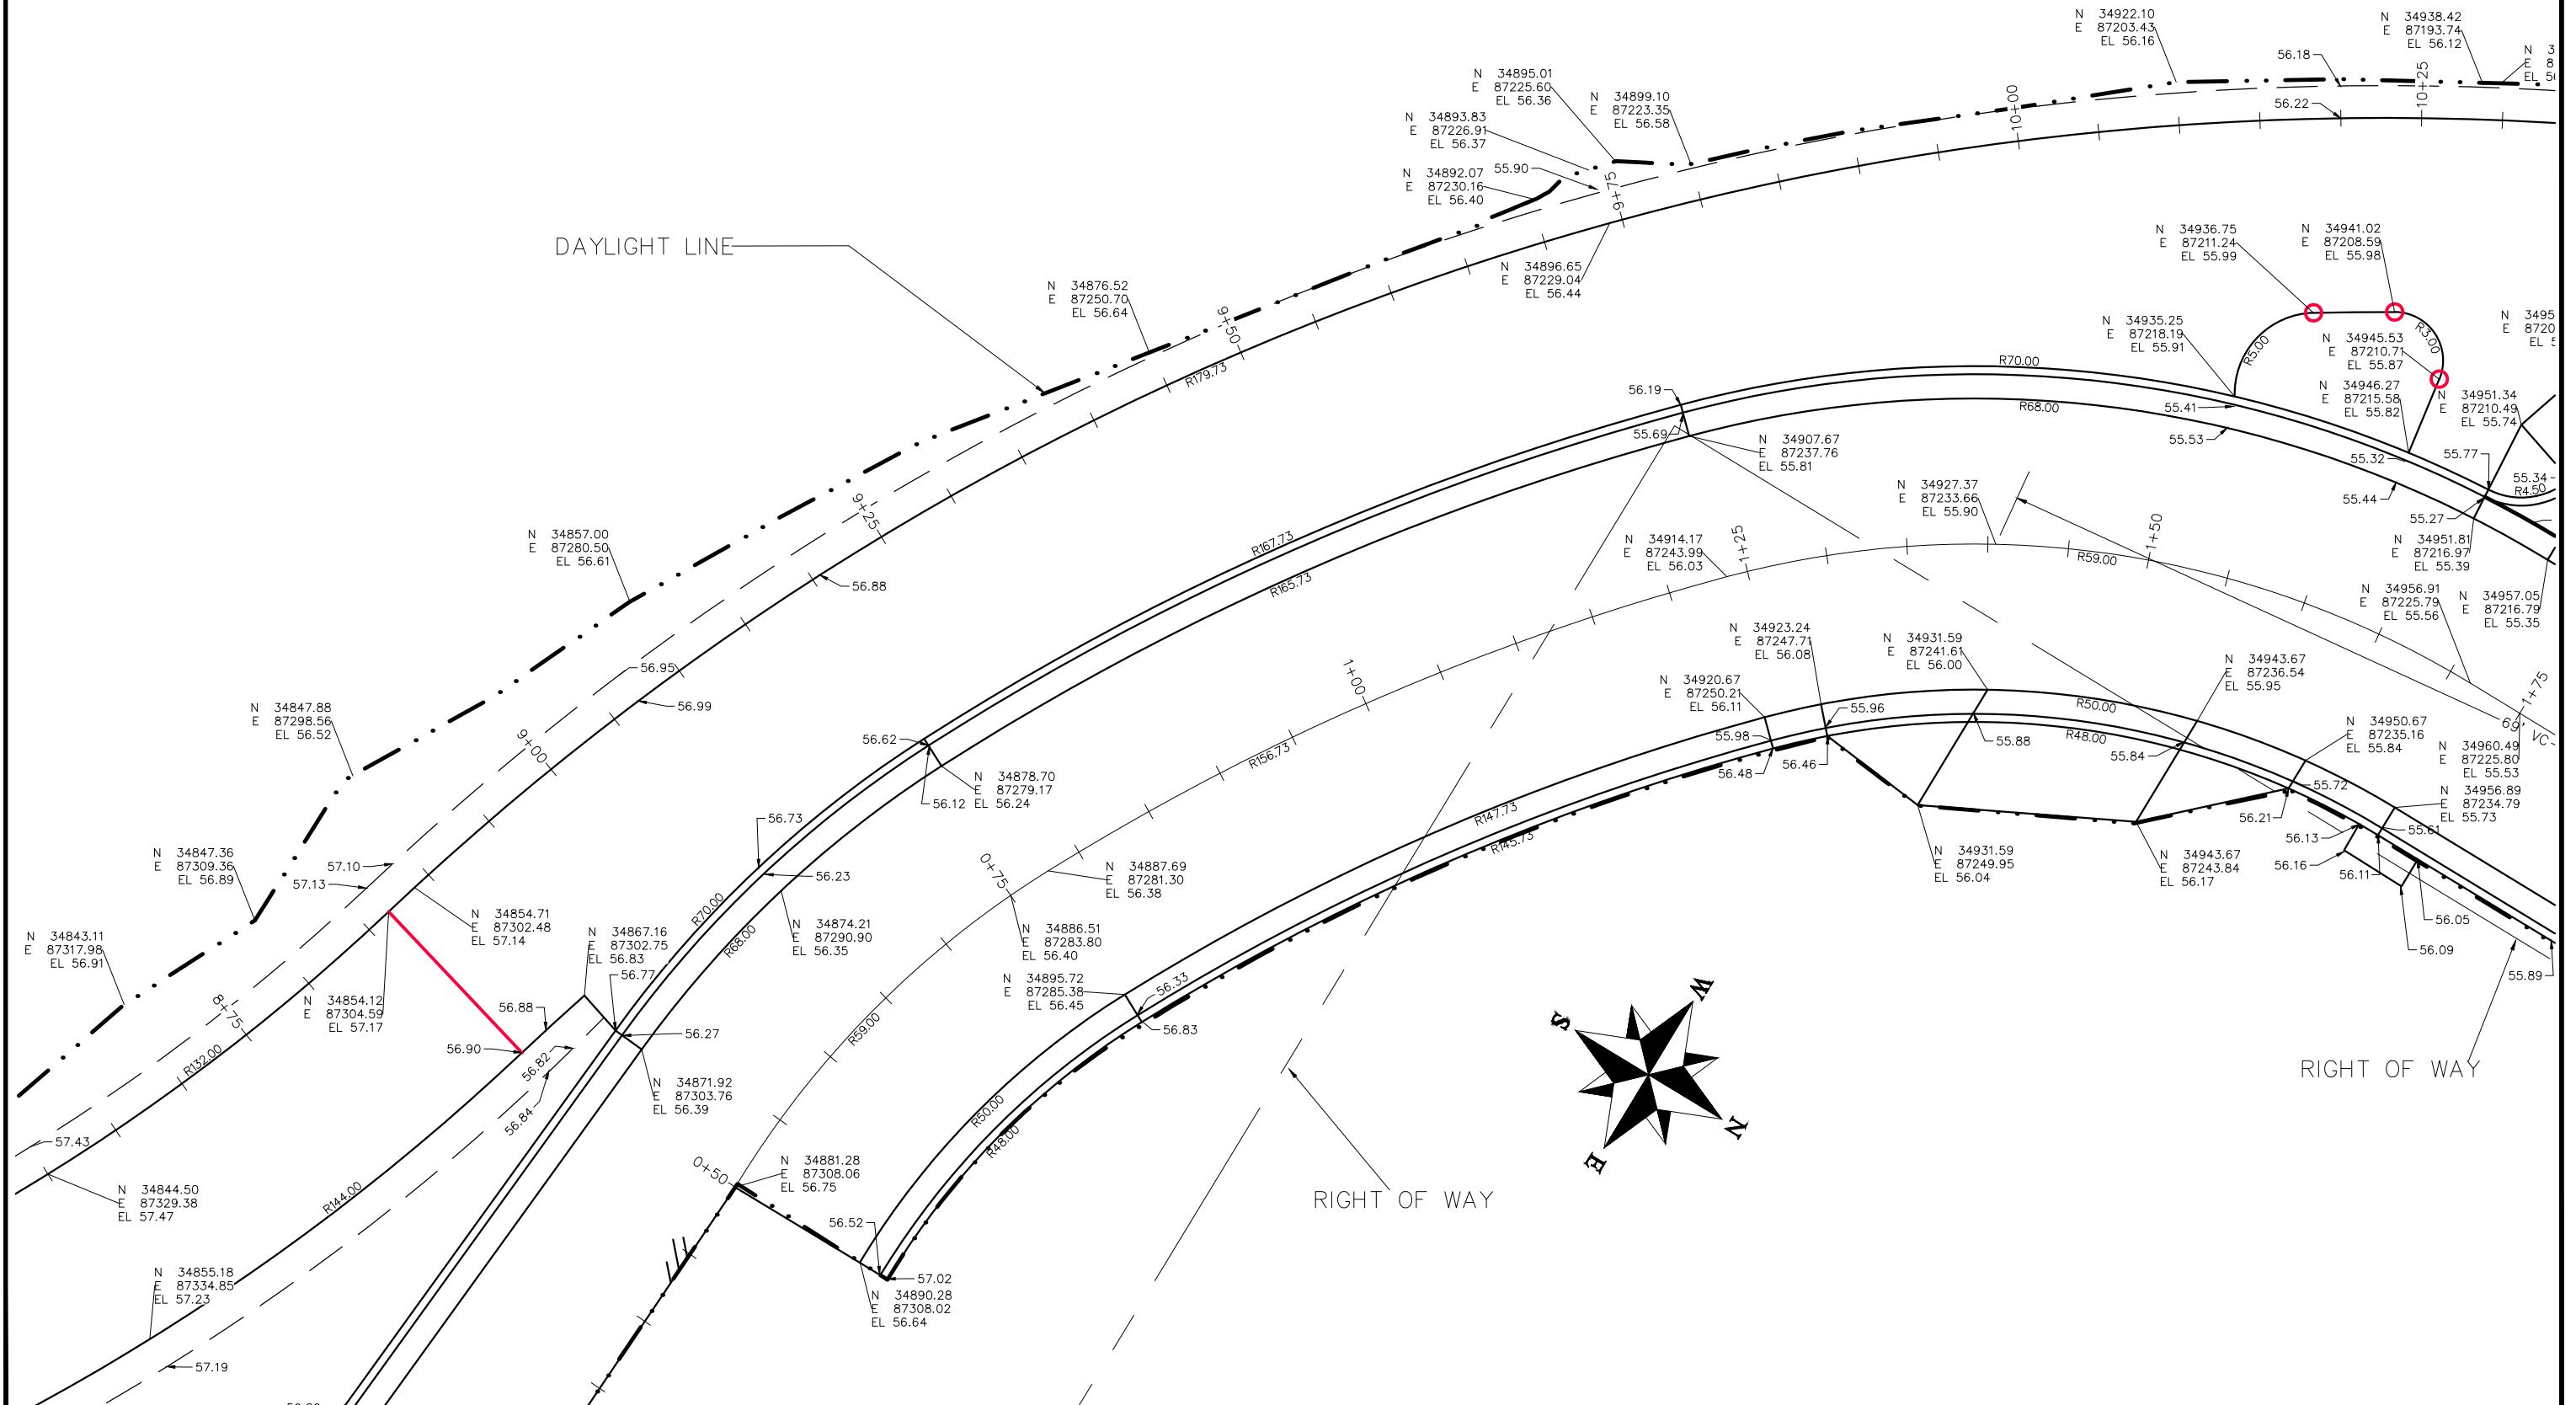 N 34922.10
E 87203.43
EL 56.16
56.18
N 34938.42
E 87193.74
EL 56.12
10+25
N 34895.01
E 87225.60
EL 56.36
N 34899.10
E 87223.35
EL 56.58
10+00
56.22
N 34893.83
E 87226.91
EL 56.37
55.90
N 34892.07
E 87230.16
EL 56.40
9+75
DAYLIGHT LINE
N 34896.65
E 87229.04
EL 56.44
N 34936.75
E 87211.24
EL 55.99
N 34941.02
E 87208.59
EL 55.98
N 34876.52
E 87250.70
EL 56.64
9+50
R179.73
N 34935.25
E 87218.19
EL 55.91
R5.00
R3.00
N 34945.53
E 87210.71
EL 55.87
N 34946.27
E 87215.58
EL 55.82
N 34951.34
E 87210.49
EL 55.74
R70.00
R68.00
56.19
55.69
55.41
55.53
55.32
55.77
55.34
R4.50
55.44
55.27
N 34907.67
E 87237.76
EL 55.81
N 34951.81
E 87216.97
EL 55.39
N 34927.37
E 87233.66
EL 55.90
9+25
N 34857.00
E 87280.50
EL 56.61
R167.73
R165.73
N 34914.17
E 87243.99
EL 56.03
1+25
R59.00
1+50
56.88
N 34956.91
E 87225.79
EL 55.56
N 34957.05
E 87216.79
EL 55.35
N 34923.24
E 87247.71
EL 56.08
N 34931.59
E 87241.61
EL 56.00
N 34943.67
E 87236.54
EL 55.95
56.95
56.99
1+00
N 34920.67
E 87250.21
EL 56.11
1+75
69' VC
N 34847.88
E 87298.56
EL 56.52
9+00
56.62
56.12
N 34878.70
E 87279.17
EL 56.24
R156.73
55.98
55.96
56.48
56.46
55.88
R50.00
R48.00
55.84
N 34950.67
E 87235.16
EL 55.84
N 34960.49
E 87225.80
EL 55.53
N 34956.89
E 87234.79
EL 55.73
55.72
56.21
56.13
55.61
56.16
56.11
56.05
56.09
55.89
R147.73
R145.73
56.73
56.23
N 34847.36
E 87309.36
EL 56.89
57.10
57.13
0+75
N 34887.69
E 87281.30
EL 56.38
N 34931.59
E 87249.95
EL 56.04
N 34943.67
E 87243.84
EL 56.17
N 34854.71
E 87302.48
EL 57.14
N 34867.16
E 87302.75
EL 56.83
R70.00
R68.00
N 34874.21
E 87290.90
EL 56.35
N 34886.51
E 87283.80
EL 56.40
N 34843.11
E 87317.98
EL 56.91
8+75
N 34854.12
E 87304.59
EL 57.17
56.77
56.88
56.27
56.90
56.82
56.84
N 34895.72
E 87285.38
EL 56.45
56.33
56.83
R59.00
R132.00
N 34871.92
E 87303.76
EL 56.39
R50.00
R48.00
S
W
N
E
RIGHT OF WAY
57.43
N 34844.50
E 87329.38
EL 57.47
R144.00
0+50
N 34881.28
E 87308.06
EL 56.75
RIGHT OF WAY
56.52
57.02
N 34890.28
E 87308.02
EL 56.64
N 34855.18
E 87334.85
EL 57.23
57.19